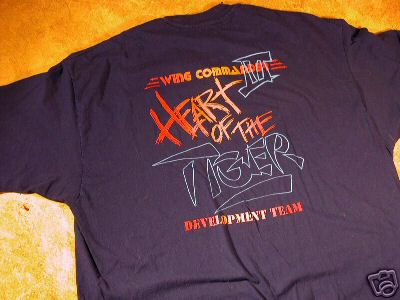 WING COMMANDER III
HEART
OF THE
TIGER
DEVELOPMENT TEAM